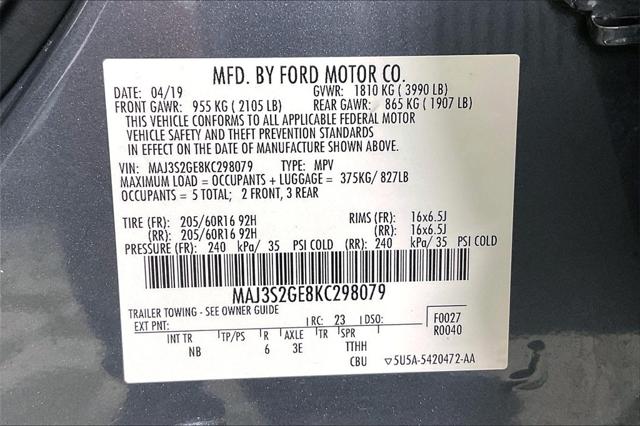 MFD. BY FORD MOTOR CO.
DATE: 04/19 GVWR: 1810 KG ( 3990 LB)
FRONT GAWR: 955 KG ( 2105 LB) REAR GAWR: 865 KG ( 1907 LB)
THIS VEHICLE CONFORMS TO ALL APPLICABLE FEDERAL MOTOR
VEHICLE SAFETY AND THEFT PREVENTION STANDARDS
IN EFFECT ON THE DATE OF MANUFACTURE SHOWN ABOVE.
VIN: MAJ3S2GE8KC298079 TYPE: MPV
MAXIMUM LOAD = OCCUPANTS + LUGGAGE = 375KG/ 827LB
OCCUPANTS = 5 TOTAL; 2 FRONT, 3 REAR
TIRE (FR): 205/60R16 92H RIMS (FR): 16x6.5J
(RR): 205/60R16 92H (RR): 16x6.5J
PRESSURE (FR): 240 kPa/ 35 PSI COLD (RR): 240 kPa/ 35 PSI COLD
MAJ3S2GE8KC298079
TRAILER TOWING - SEE OWNER GUIDE
EXT PNT: RC: 23 DSO: F0027
R0040
INT TR TP/PS R AXLE TR SPR
NB 6 3E TTHH
CBU ▽5U5A-5420472-AA